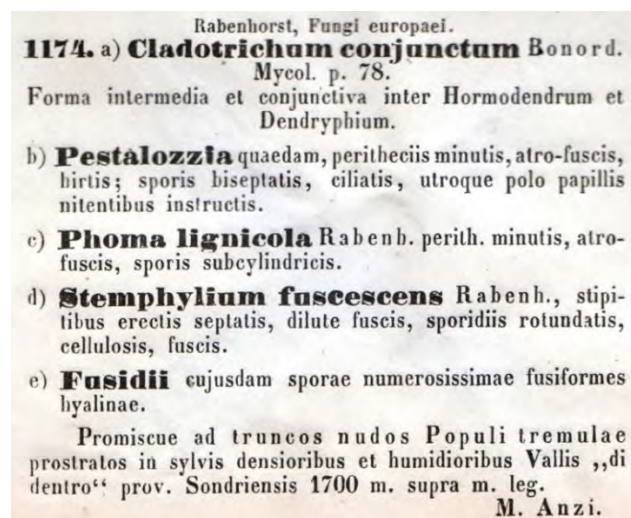 Rabenhorst, Fungi europaei.
1174. a) Cladotrichum conjunctum Bonord.
Mycol. p. 78.
Forma intermedia et conjunctiva inter Hormodendrum et
Dendryphium.
b) Pestalozzia quaedam, peritheciis minutis, atro-fuscis,
hirtis; sporis biseptatis, ciliatis, utroque polo papillis
nitentibus instructis.
c) Phoma lignicola Rabenh. perith. minutis, atro-
fuscis, sporis subcylindricis.
d) Stemphylium fuscescens Rabenh., stipi-
tibus erectis septatis, dilute fuscis, sporidiis rotundatis,
cellulosis, fuscis.
e) Fusidii cujusdam sporae numerosissimae fusiformes
hyalinae.
Promiscue ad truncos nudos Populi tremulae
prostratos in sylvis densioribus et humidioribus Vallis „di
dentro“ prov. Sondriensis 1700 m. supra m. leg.
M. Anzi.